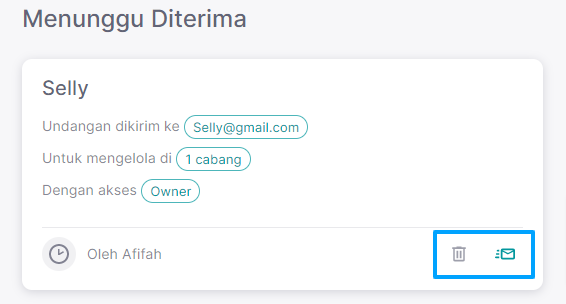 Menunggu Diterima
Selly
Undangan dikirim ke Selly@gmail.com
Untuk mengelola di 1 cabang
Dengan akses Owner
Oleh Afifah